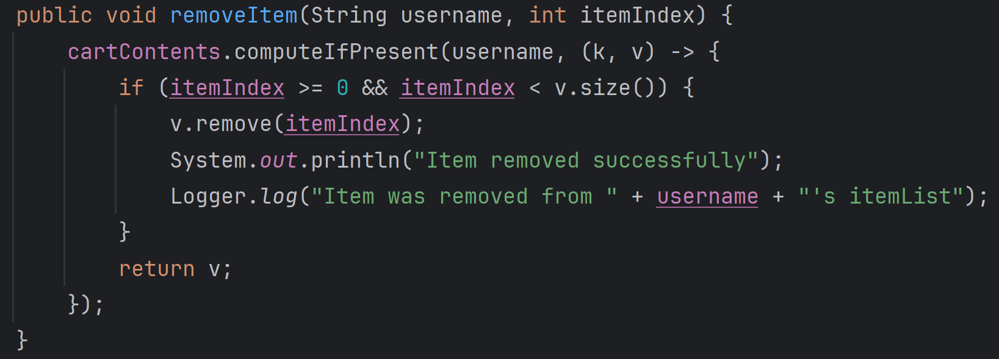 public void removeItem(String username, int itemIndex) {
    cartContents.computeIfPresent(username, (k, v) -> {
        if (itemIndex >= 0 && itemIndex < v.size()) {
            v.remove(itemIndex);
            System.out.println("Item removed successfully");
            Logger.log("Item was removed from " + username + "'s itemList");
        }
        return v;
    });
}